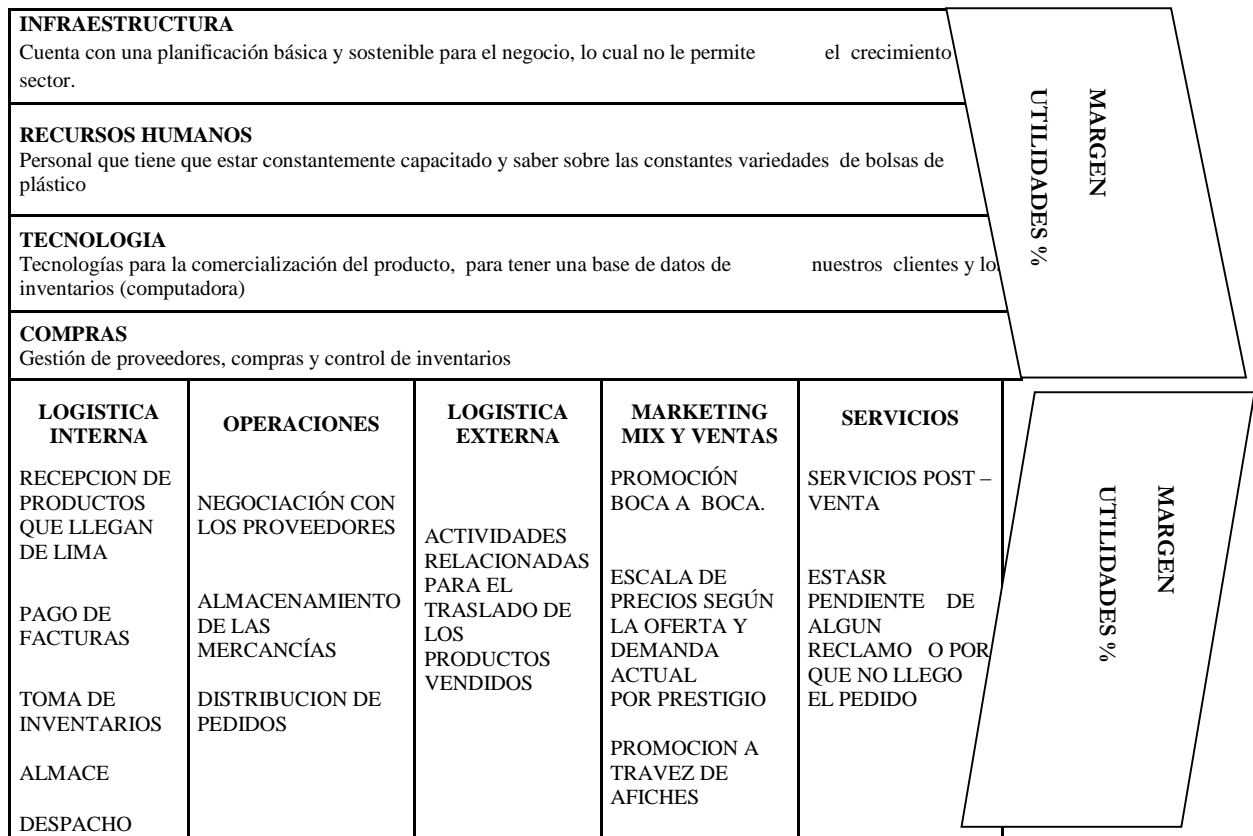 INFRAESTRUCTURA
Cuenta con una planificación básica y sostenible para el negocio, lo cual no le permite el crecimiento
sector.
RECURSOS HUMANOS
Personal que tiene que estar constantemente capacitado y saber sobre las constantes variedades de bolsas de
plástico
TECNOLOGIA
Tecnologías para la comercialización del producto, para tener una base de datos de nuestros clientes y
inventarios (computadora)
COMPRAS
Gestión de proveedores, compras y control de inventarios
MARGEN
UTILIDADES %
LOGISTICA
INTERNA
RECEPCION DE
PRODUCTOS
QUE LLEGAN
DE LIMA
PAGO DE
FACTURAS
TOMA DE
INVENTARIOS
ALMACE
DESPACHO
OPERACIONES
NEGOCIACIÓN CON
LOS PROVEEDORES
ALMACENAMIENTO
DE LAS
MERCANCÍAS
DISTRIBUCION DE
PEDIDOS
LOGISTICA
EXTERNA
ACTIVIDADES
RELACIONADAS
PARA EL
TRASLADO DE
LOS
PRODUCTOS
VENDIDOS
MARKETING
MIX Y VENTAS
PROMOCIÓN
BOCA A BOCA.
ESCALA DE
PRECIOS SEGÚN
LA OFERTA Y
DEMANDA
ACTUAL
POR PRESTIGIO
PROMOCION A
TRAVEZ DE
AFICHES
SERVICIOS
SERVICIOS POST –
VENTA
ESTASR
PENDIENTE DE
ALGUN
RECLAMO O POR
QUE NO LLEGO
EL PEDIDO
MARGEN
UTILIDADES %